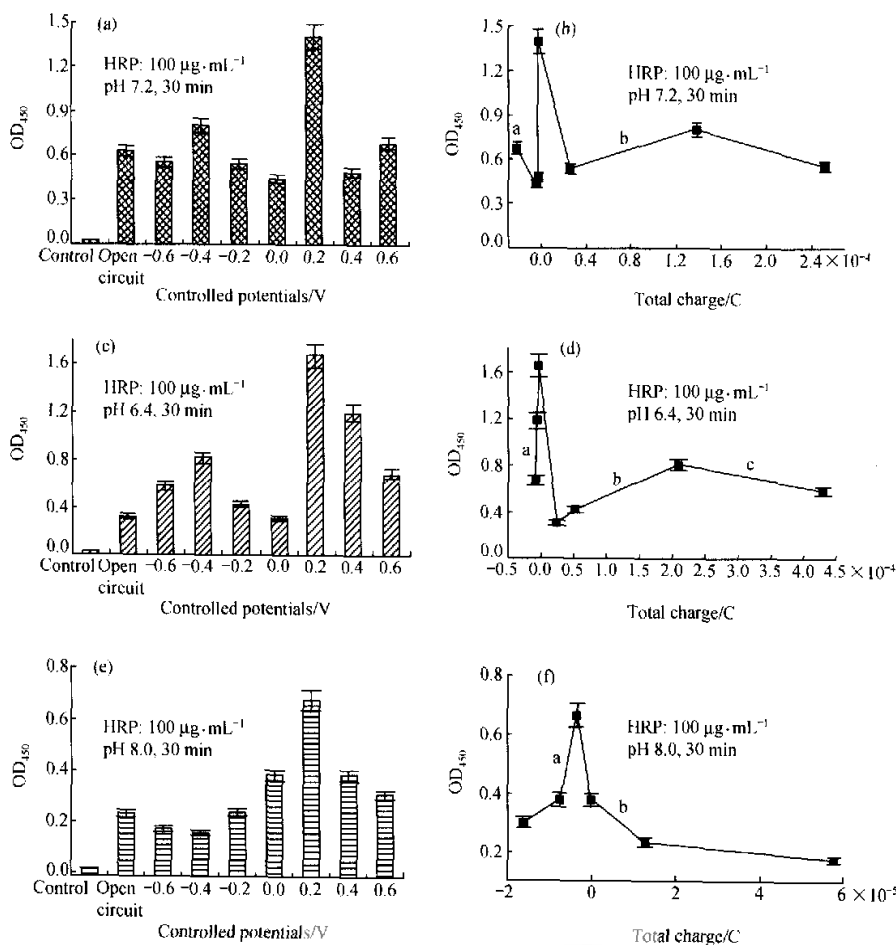 (a)
HRP: 100 μg·mL⁻¹
pH 7.2, 30 min
OD₄₅₀
1.5
1.2
0.9
0.6
0.3
0.0
Control Open circuit −0.6 −0.4 −0.2 0.0 0.2 0.4 0.6
Controlled potentials/V
(b)
HRP: 100 μg·mL⁻¹
pH 7.2, 30 min
OD₄₅₀
1.5
1.2
0.9
0.6
0.3
0.0
a
b
0.0 0.4 1.2 2.0 2.4 ×10⁻⁴
Total charge/C
(c)
HRP: 100 μg·mL⁻¹
pH 6.4, 30 min
OD₄₅₀
1.6
1.2
0.8
0.4
0.0
Control Open circuit −0.6 −0.4 −0.2 0.0 0.2 0.4 0.6
Controlled potentials/V
(d)
HRP: 100 μg·mL⁻¹
pH 6.4, 30 min
OD₄₅₀
1.6
1.2
0.8
0.4
0.0
a
b
c
−0.5 0.0 0.5 1.0 1.5 2.0 2.5 3.0 3.5 4.0 4.5 ×10⁻⁴
Total charge/C
(e)
HRP: 100 μg·mL⁻¹
pH 8.0, 30 min
OD₄₅₀
0.8
0.6
0.4
0.2
0.0
Control Open circuit −0.6 −0.4 −0.2 0.0 0.2 0.4 0.6
Controlled potentials/V
(f)
HRP: 100 μg·mL⁻¹
pH 8.0, 30 min
OD₄₅₀
0.8
0.6
0.4
0.2
a
b
−2 0 2 4 6 ×10⁻⁵
Total charge/C